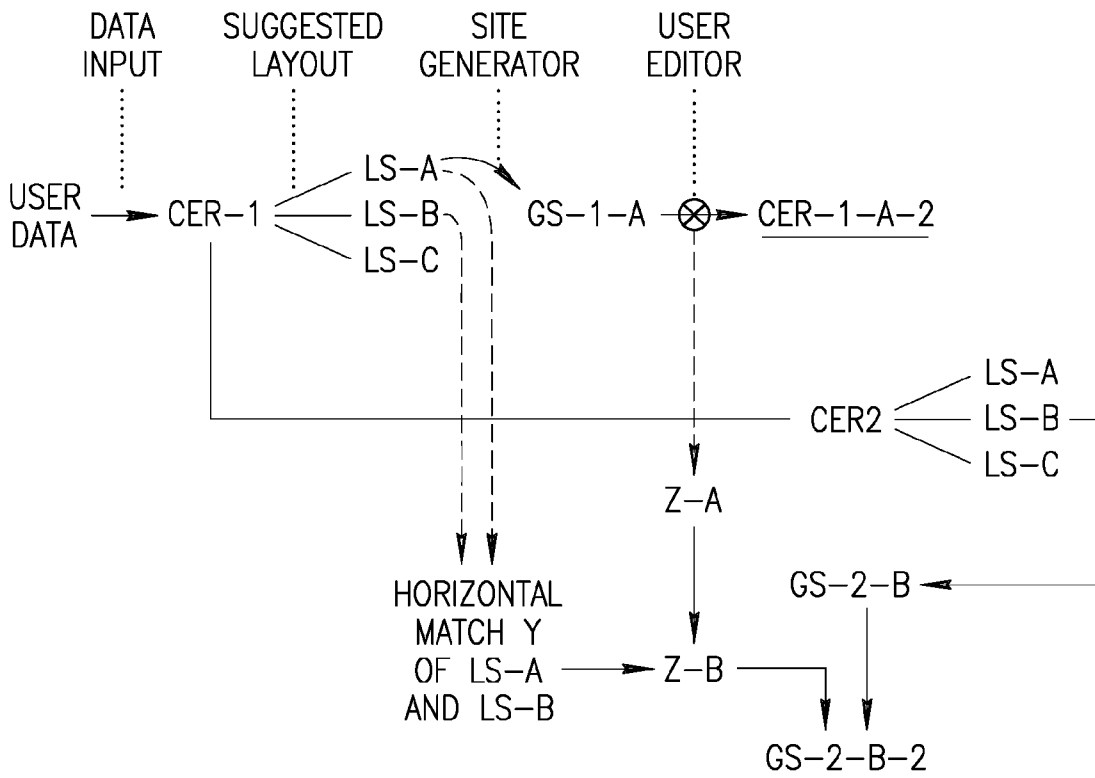 DATA
INPUT
SUGGESTED
LAYOUT
SITE
GENERATOR
USER
EDITOR
USER
DATA
CER-1
LS-A
LS-B
LS-C
GS-1-A
CER-1-A-2
CER2
LS-A
LS-B
LS-C
Z-A
HORIZONTAL
MATCH Y
OF LS-A
AND LS-B
Z-B
GS-2-B
GS-2-B-2